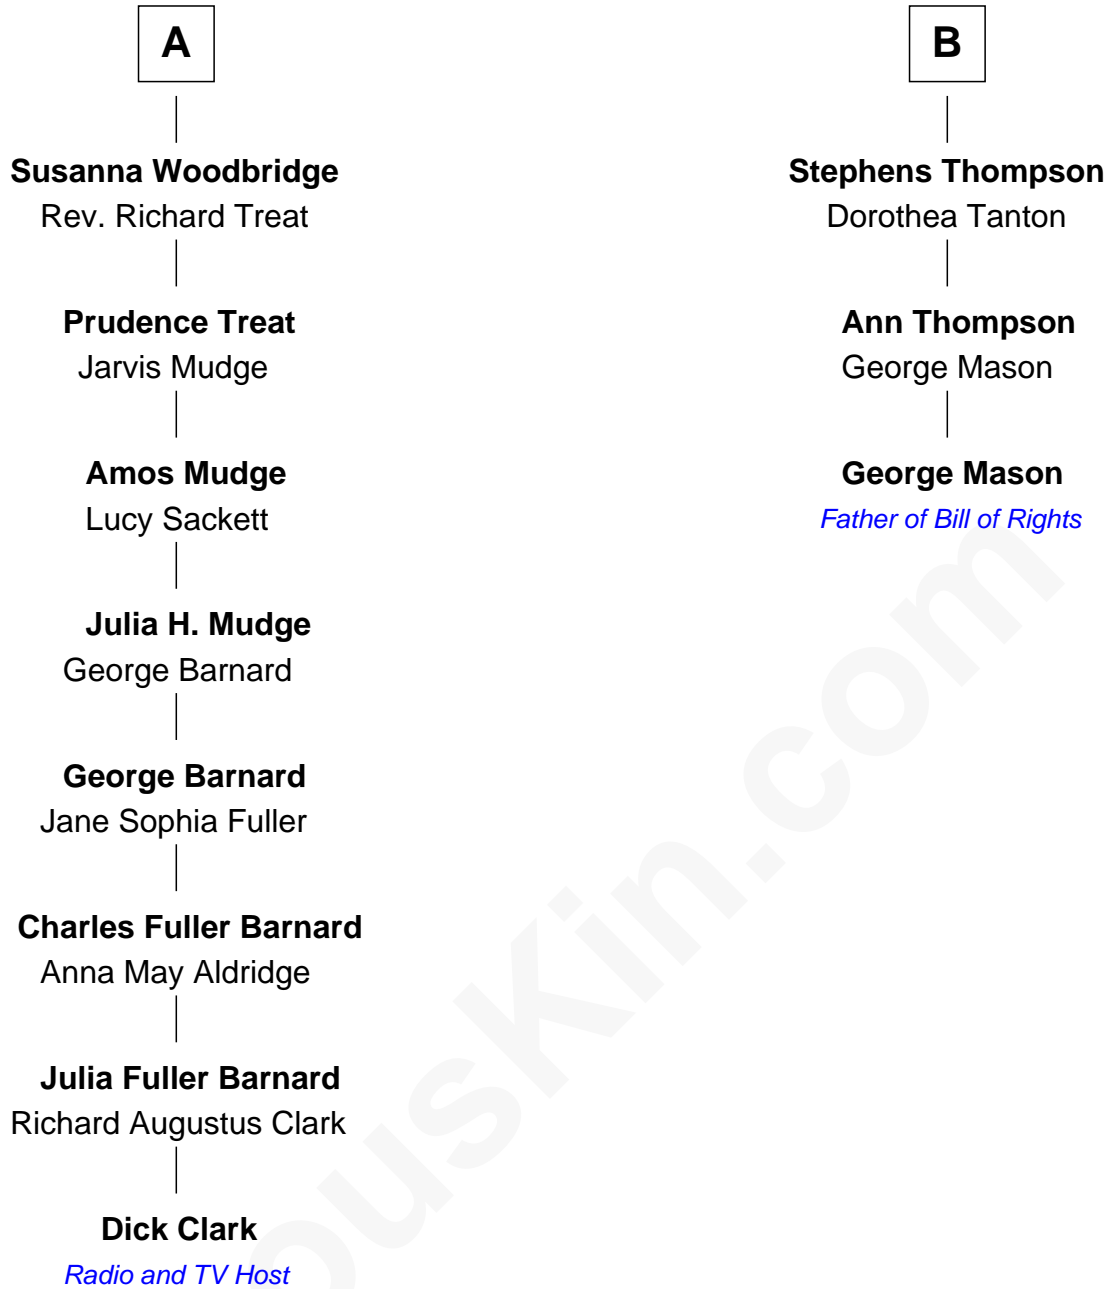 A
Susanna Woodbridge
Rev. Richard Treat
Prudence Treat
Jarvis Mudge
Amos Mudge
Lucy Sackett
Julia H. Mudge
George Barnard
George Barnard
Jane Sophia Fuller
Charles Fuller Barnard
Anna May Aldridge
Julia Fuller Barnard
Richard Augustus Clark
Dick Clark
Radio and TV Host
B
Stephens Thompson
Dorothea Tanton
Ann Thompson
George Mason
George Mason
Father of Bill of Rights
ousKin.com